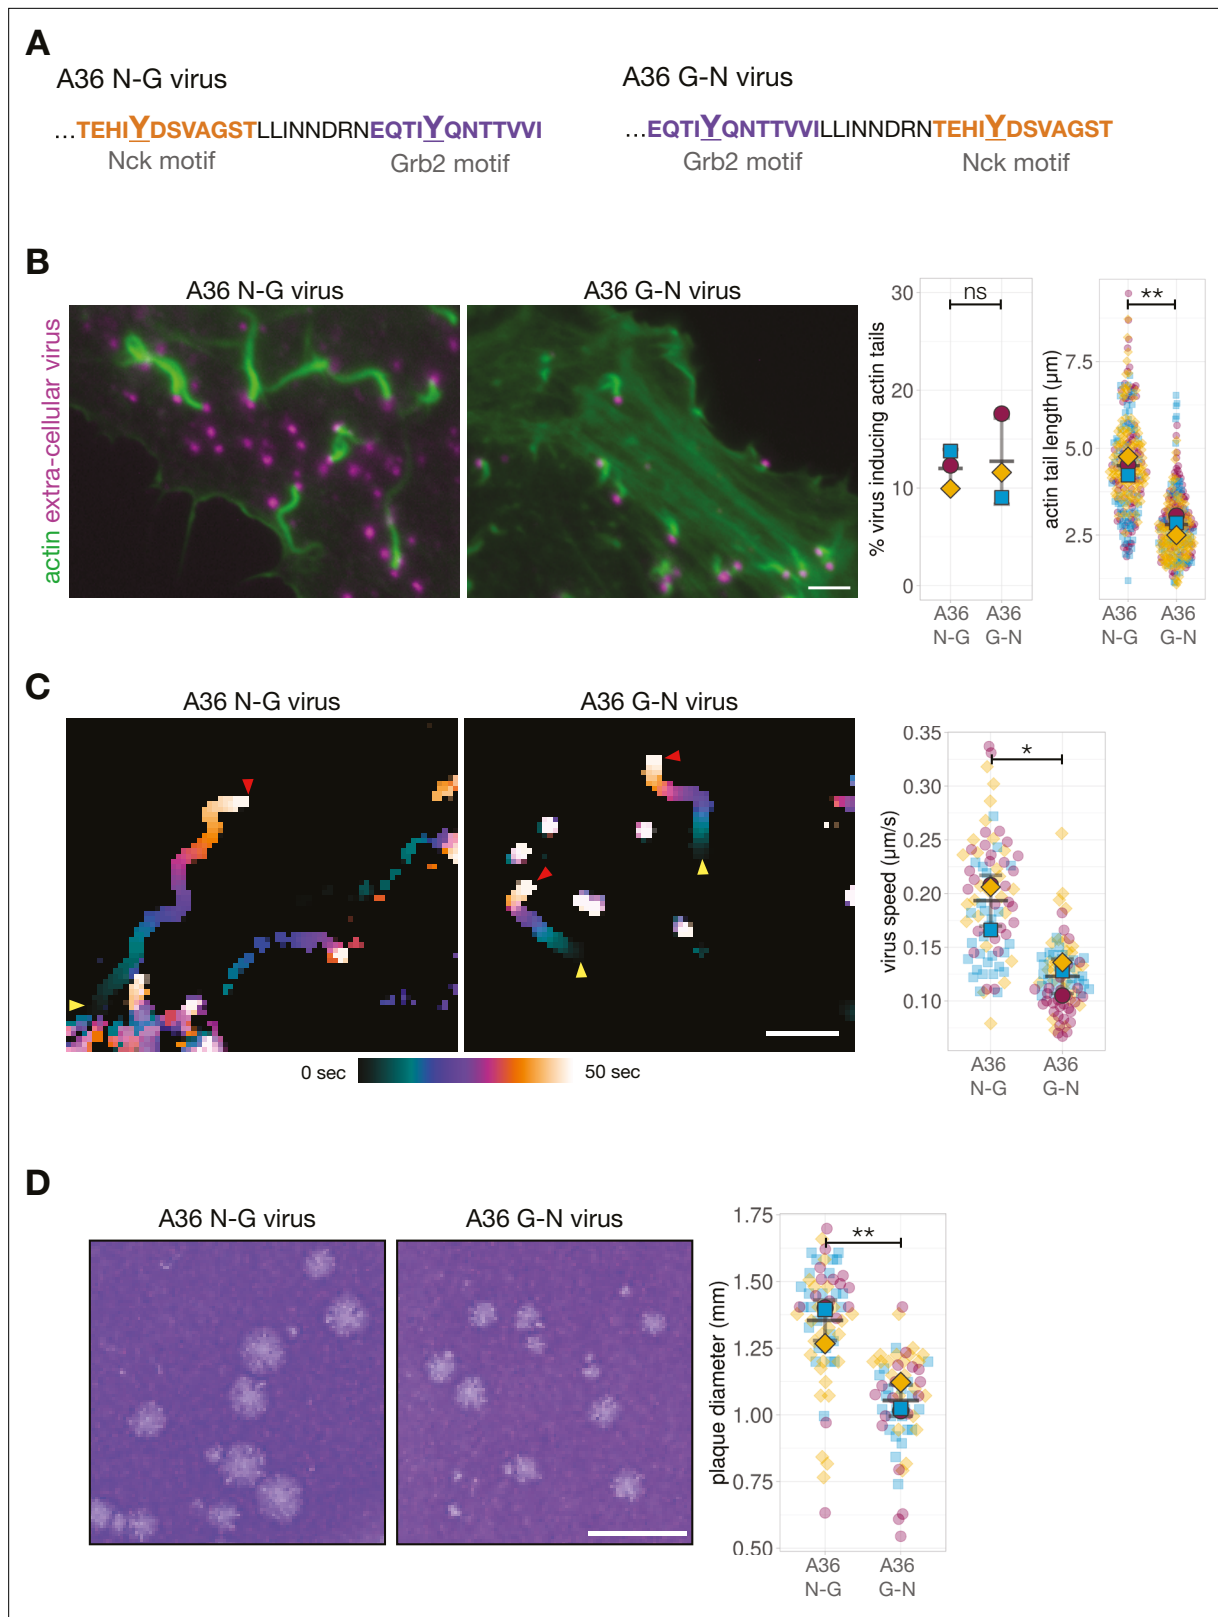 A
A36 N-G virus
A36 G-N virus
...TEHIYDSVAGSTLLINNDRNEQTIYQNTTVVI
...EQTIYQNTTVVILLINNDRNTEHIYDSVAGST
Nck motif
Grb2 motif
Grb2 motif
Nck motif
B
A36 N-G virus
A36 G-N virus
actin extra-cellular virus
% virus inducing actin tails
30
20
10
0
ns
A36
N-G
A36
G-N
actin tail length (µm)
7.5
5.0
2.5
**
A36
N-G
A36
G-N
C
A36 N-G virus
A36 G-N virus
0 sec
50 sec
virus speed (µm/s)
0.35
0.25
0.20
0.15
0.10
*
A36
N-G
A36
G-N
D
A36 N-G virus
A36 G-N virus
plaque diameter (mm)
1.75
1.50
1.25
1.00
0.75
0.50
**
A36
N-G
A36
G-N